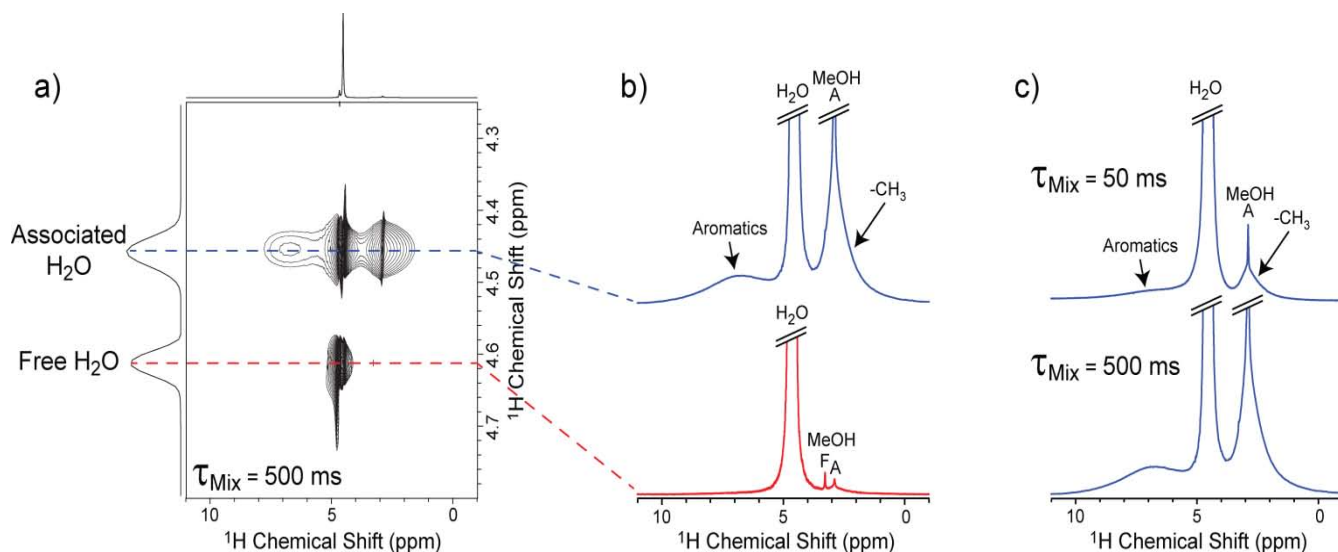 a)
Associated
H₂O
Free H₂O
4.3
4.4
4.5
4.6
4.7
¹H Chemical Shift (ppm)
τMix = 500 ms
10
5
0
¹H Chemical Shift (ppm)
b)
H₂O
MeOH
A
-CH₃
Aromatics
H₂O
MeOH
F A
10
5
0
¹H Chemical Shift (ppm)
c)
H₂O
τMix = 50 ms
MeOH
A
-CH₃
Aromatics
τMix = 500 ms
10
5
0
¹H Chemical Shift (ppm)